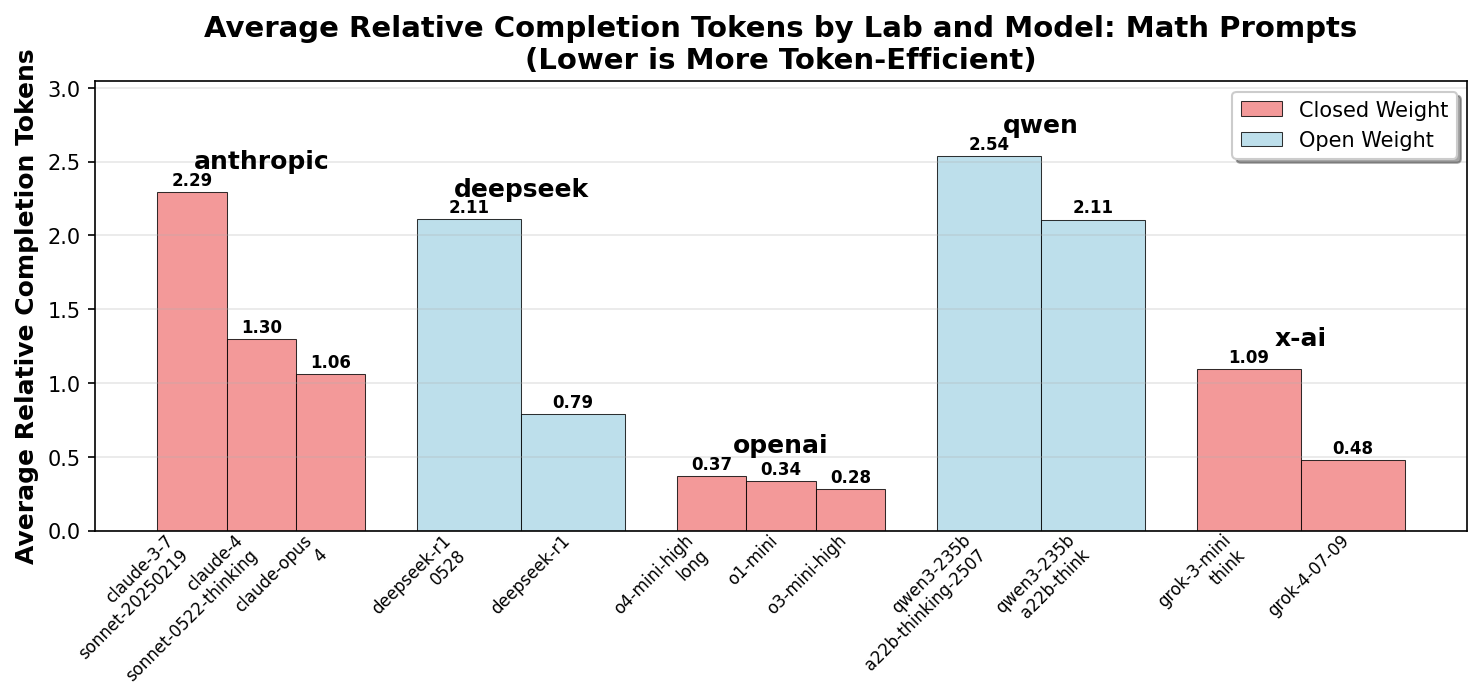 Average Relative Completion Tokens by Lab and Model: Math Prompts
(Lower is More Token-Efficient)
Average Relative Completion Tokens
3.0
2.5
2.0
1.5
1.0
0.5
0.0
Closed Weight
Open Weight
anthropic
2.29
1.30
1.06
deepseek
2.11
0.79
openai
0.37
0.34
0.28
qwen
2.54
2.11
x-ai
1.09
0.48
claude-3-7
sonnet-20250219
claude-4
sonnet-0522-thinking
claude-opus
4
deepseek-r1
0528
deepseek-r1
o4-mini-high
long
o1-mini
o3-mini-high
qwen3-235b
a22b-thinking-2507
qwen3-235b
a22b-think
grok-3-mini
think
grok-4-07-09